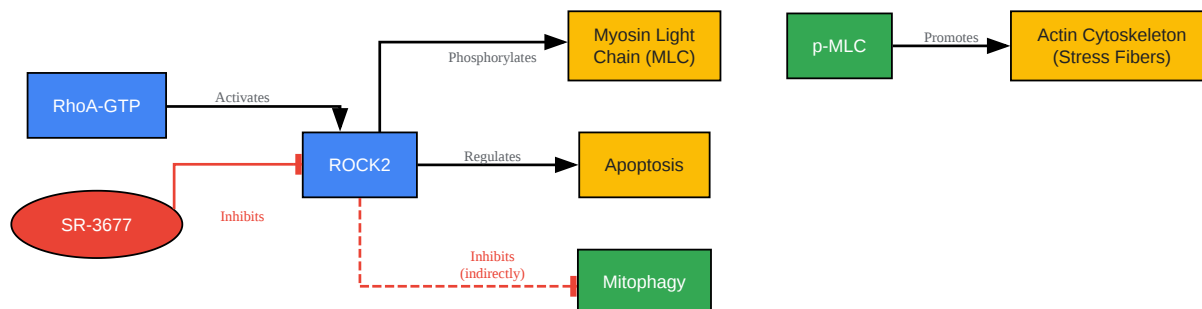 Myosin Light
Chain (MLC)
p-MLC
Promotes
Actin Cytoskeleton
(Stress Fibers)
Phosphorylates
RhoA-GTP
Activates
ROCK2
Regulates
Apoptosis
SR-3677
Inhibits
Inhibits
(indirectly)
Mitophagy